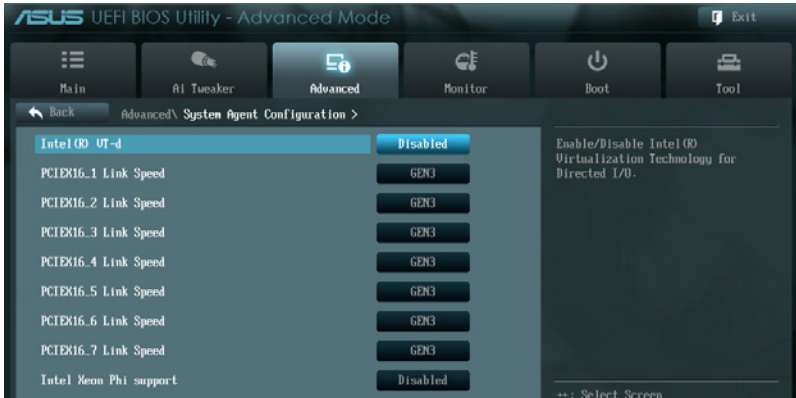 ASUS UEFI BIOS Utility - Advanced Mode
Exit
Main
Ai Tweaker
Advanced
Monitor
Boot
Tool
Back
Advanced\ System Agent Configuration >
Intel(R) VT-d Disabled
PCIEX16_1 Link Speed GEN3
PCIEX16_2 Link Speed GEN3
PCIEX16_3 Link Speed GEN3
PCIEX16_4 Link Speed GEN3
PCIEX16_5 Link Speed GEN3
PCIEX16_6 Link Speed GEN3
PCIEX16_7 Link Speed GEN3
Intel Xeon Phi support Disabled
Enable/Disable Intel(R)
Virtualization Technology for
Directed I/O.
↔: Select Screen